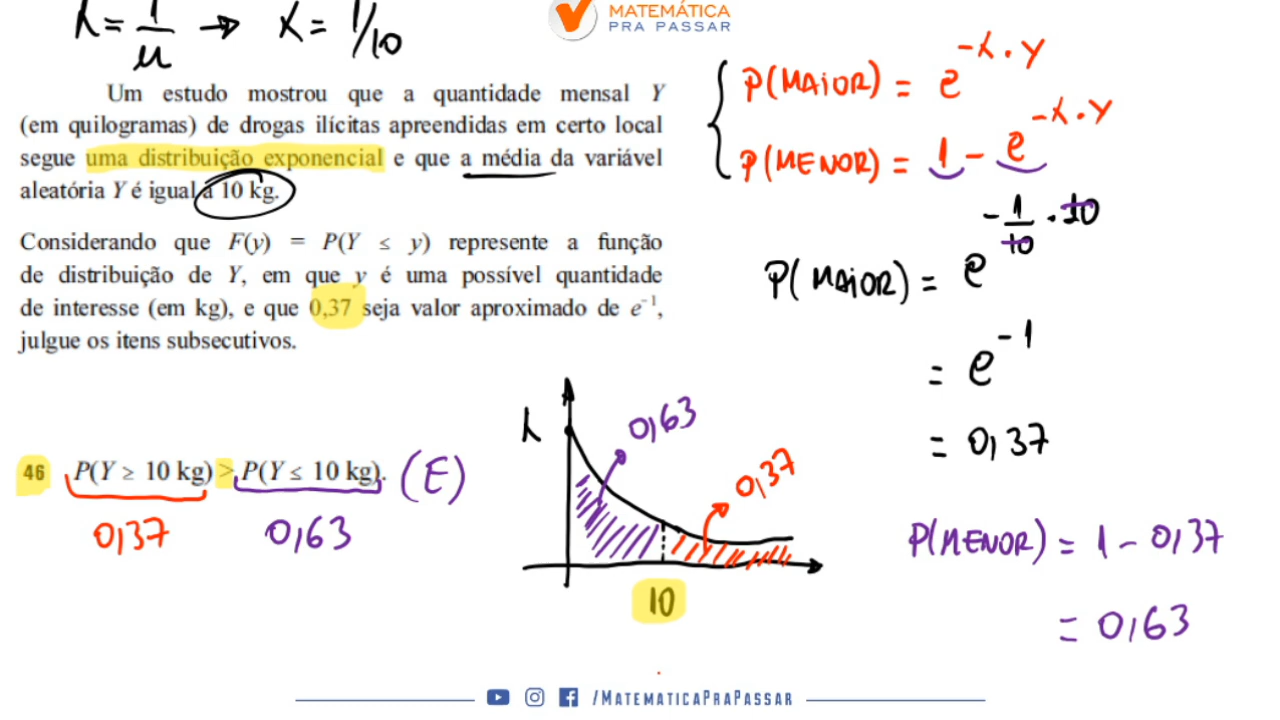 λ = 1/μ → λ = 1/10
MATEMÁTICA
PRA PASSAR
Um estudo mostrou que a quantidade mensal Y
(em quilogramas) de drogas ilícitas apreendidas em certo local
segue uma distribuição exponencial e que a média da variável
aleatória Y é igual a 10 kg.
Considerando que F(y) = P(Y ≤ y) represente a função
de distribuição de Y, em que y é uma possível quantidade
de interesse (em kg), e que 0,37 seja valor aproximado de e⁻¹,
julgue os itens subsecutivos.
46 P(Y ≥ 10 kg) > P(Y ≤ 10 kg). (E)
0,37 0,63
λ
0,63
0,37
10
P(MAIOR) = e^-λ·y
P(MENOR) = 1 - e^-λ·y
P(MAIOR) = e^-1/10·10
= e^-1
= 0,37
P(MENOR) = 1 - 0,37
= 0,63
/MATEMATICAPRAPASSAR